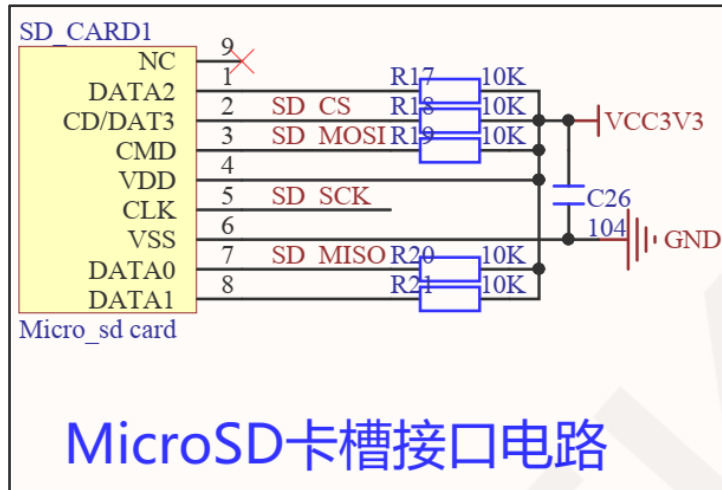 SD_CARD1
NC 9
DATA2 1 R17 10K
CD/DAT3 2 SD_CS R18 10K VCC3V3
CMD 3 SD_MOSI R19 10K
VDD 4
CLK 5 SD_SCK C26
VSS 6 104 GND
DATA0 7 SD_MISO R20 10K
DATA1 8 R21 10K
Micro_sd card
MicroSD卡槽接口电路